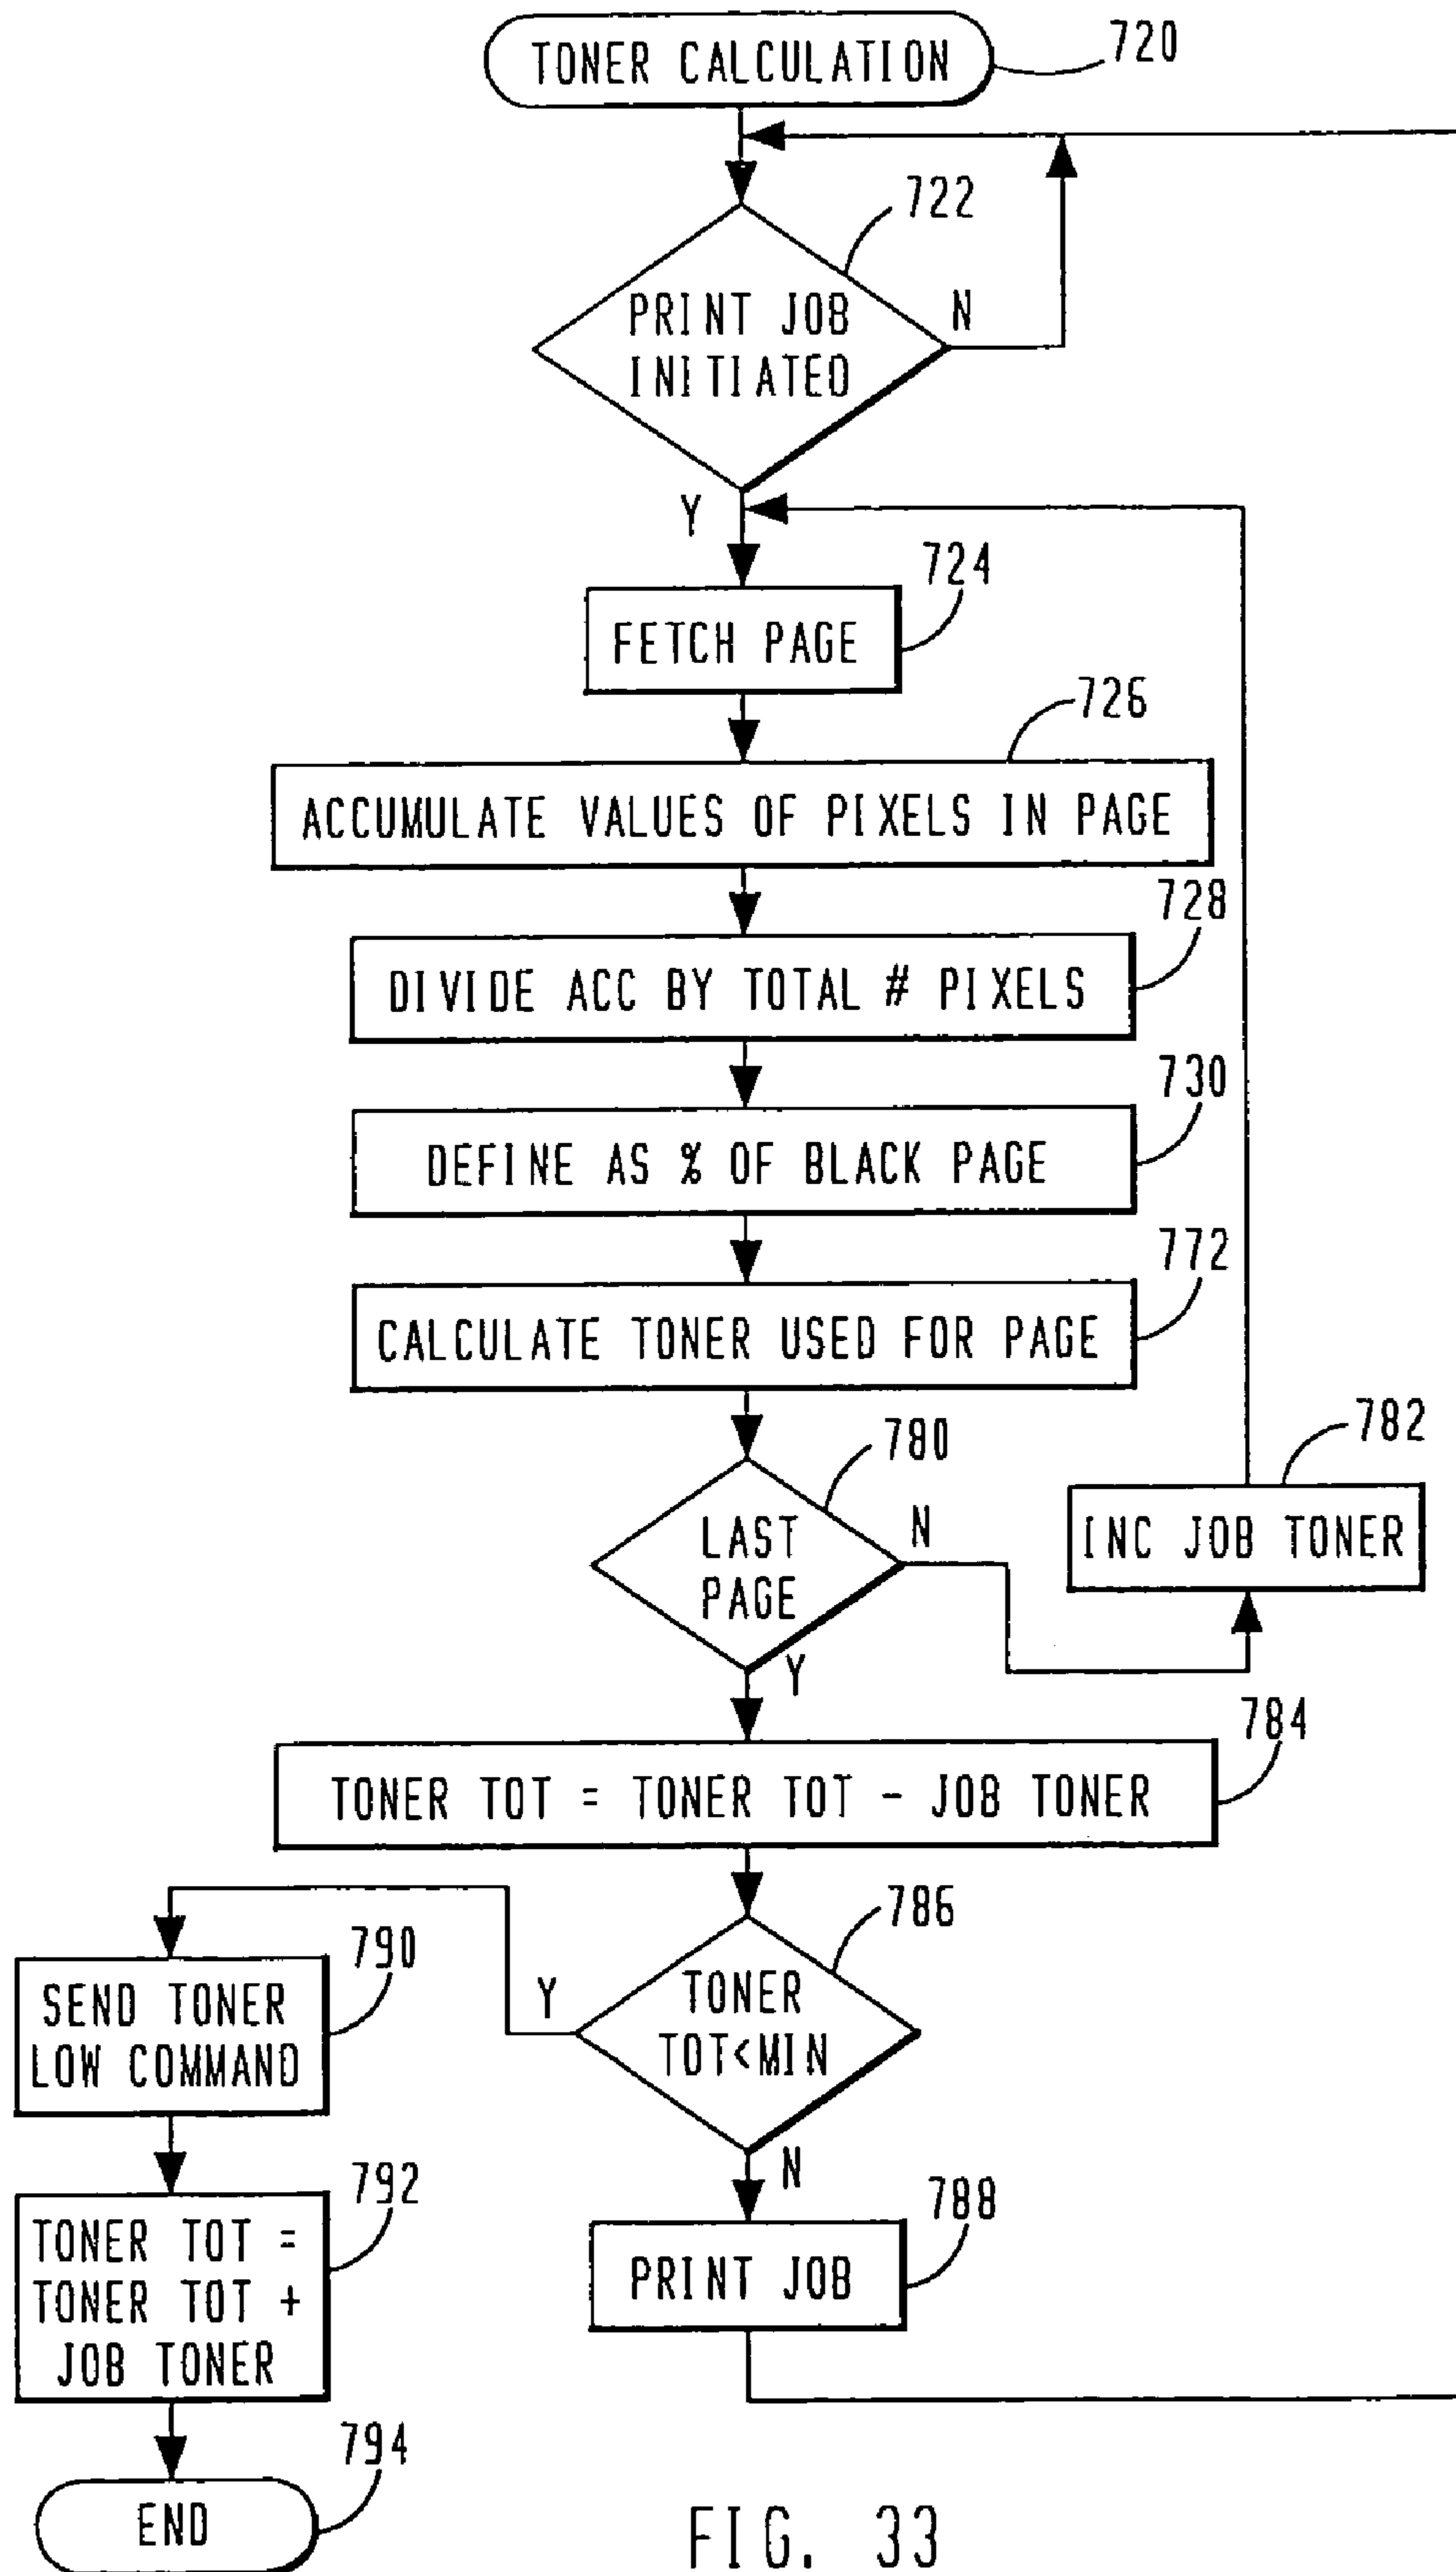 TONER CALCULATION
720
722
PRINT JOB
INITIATED
N
Y
724
FETCH PAGE
726
ACCUMULATE VALUES OF PIXELS IN PAGE
728
DIVIDE ACC BY TOTAL # PIXELS
730
DEFINE AS % OF BLACK PAGE
772
CALCULATE TONER USED FOR PAGE
780
LAST
PAGE
N
782
INC JOB TONER
Y
784
TONER TOT = TONER TOT - JOB TONER
786
TONER
TOT<MIN
Y
790
SEND TONER
LOW COMMAND
N
792
TONER TOT =
TONER TOT +
JOB TONER
788
PRINT JOB
794
END
FIG. 33